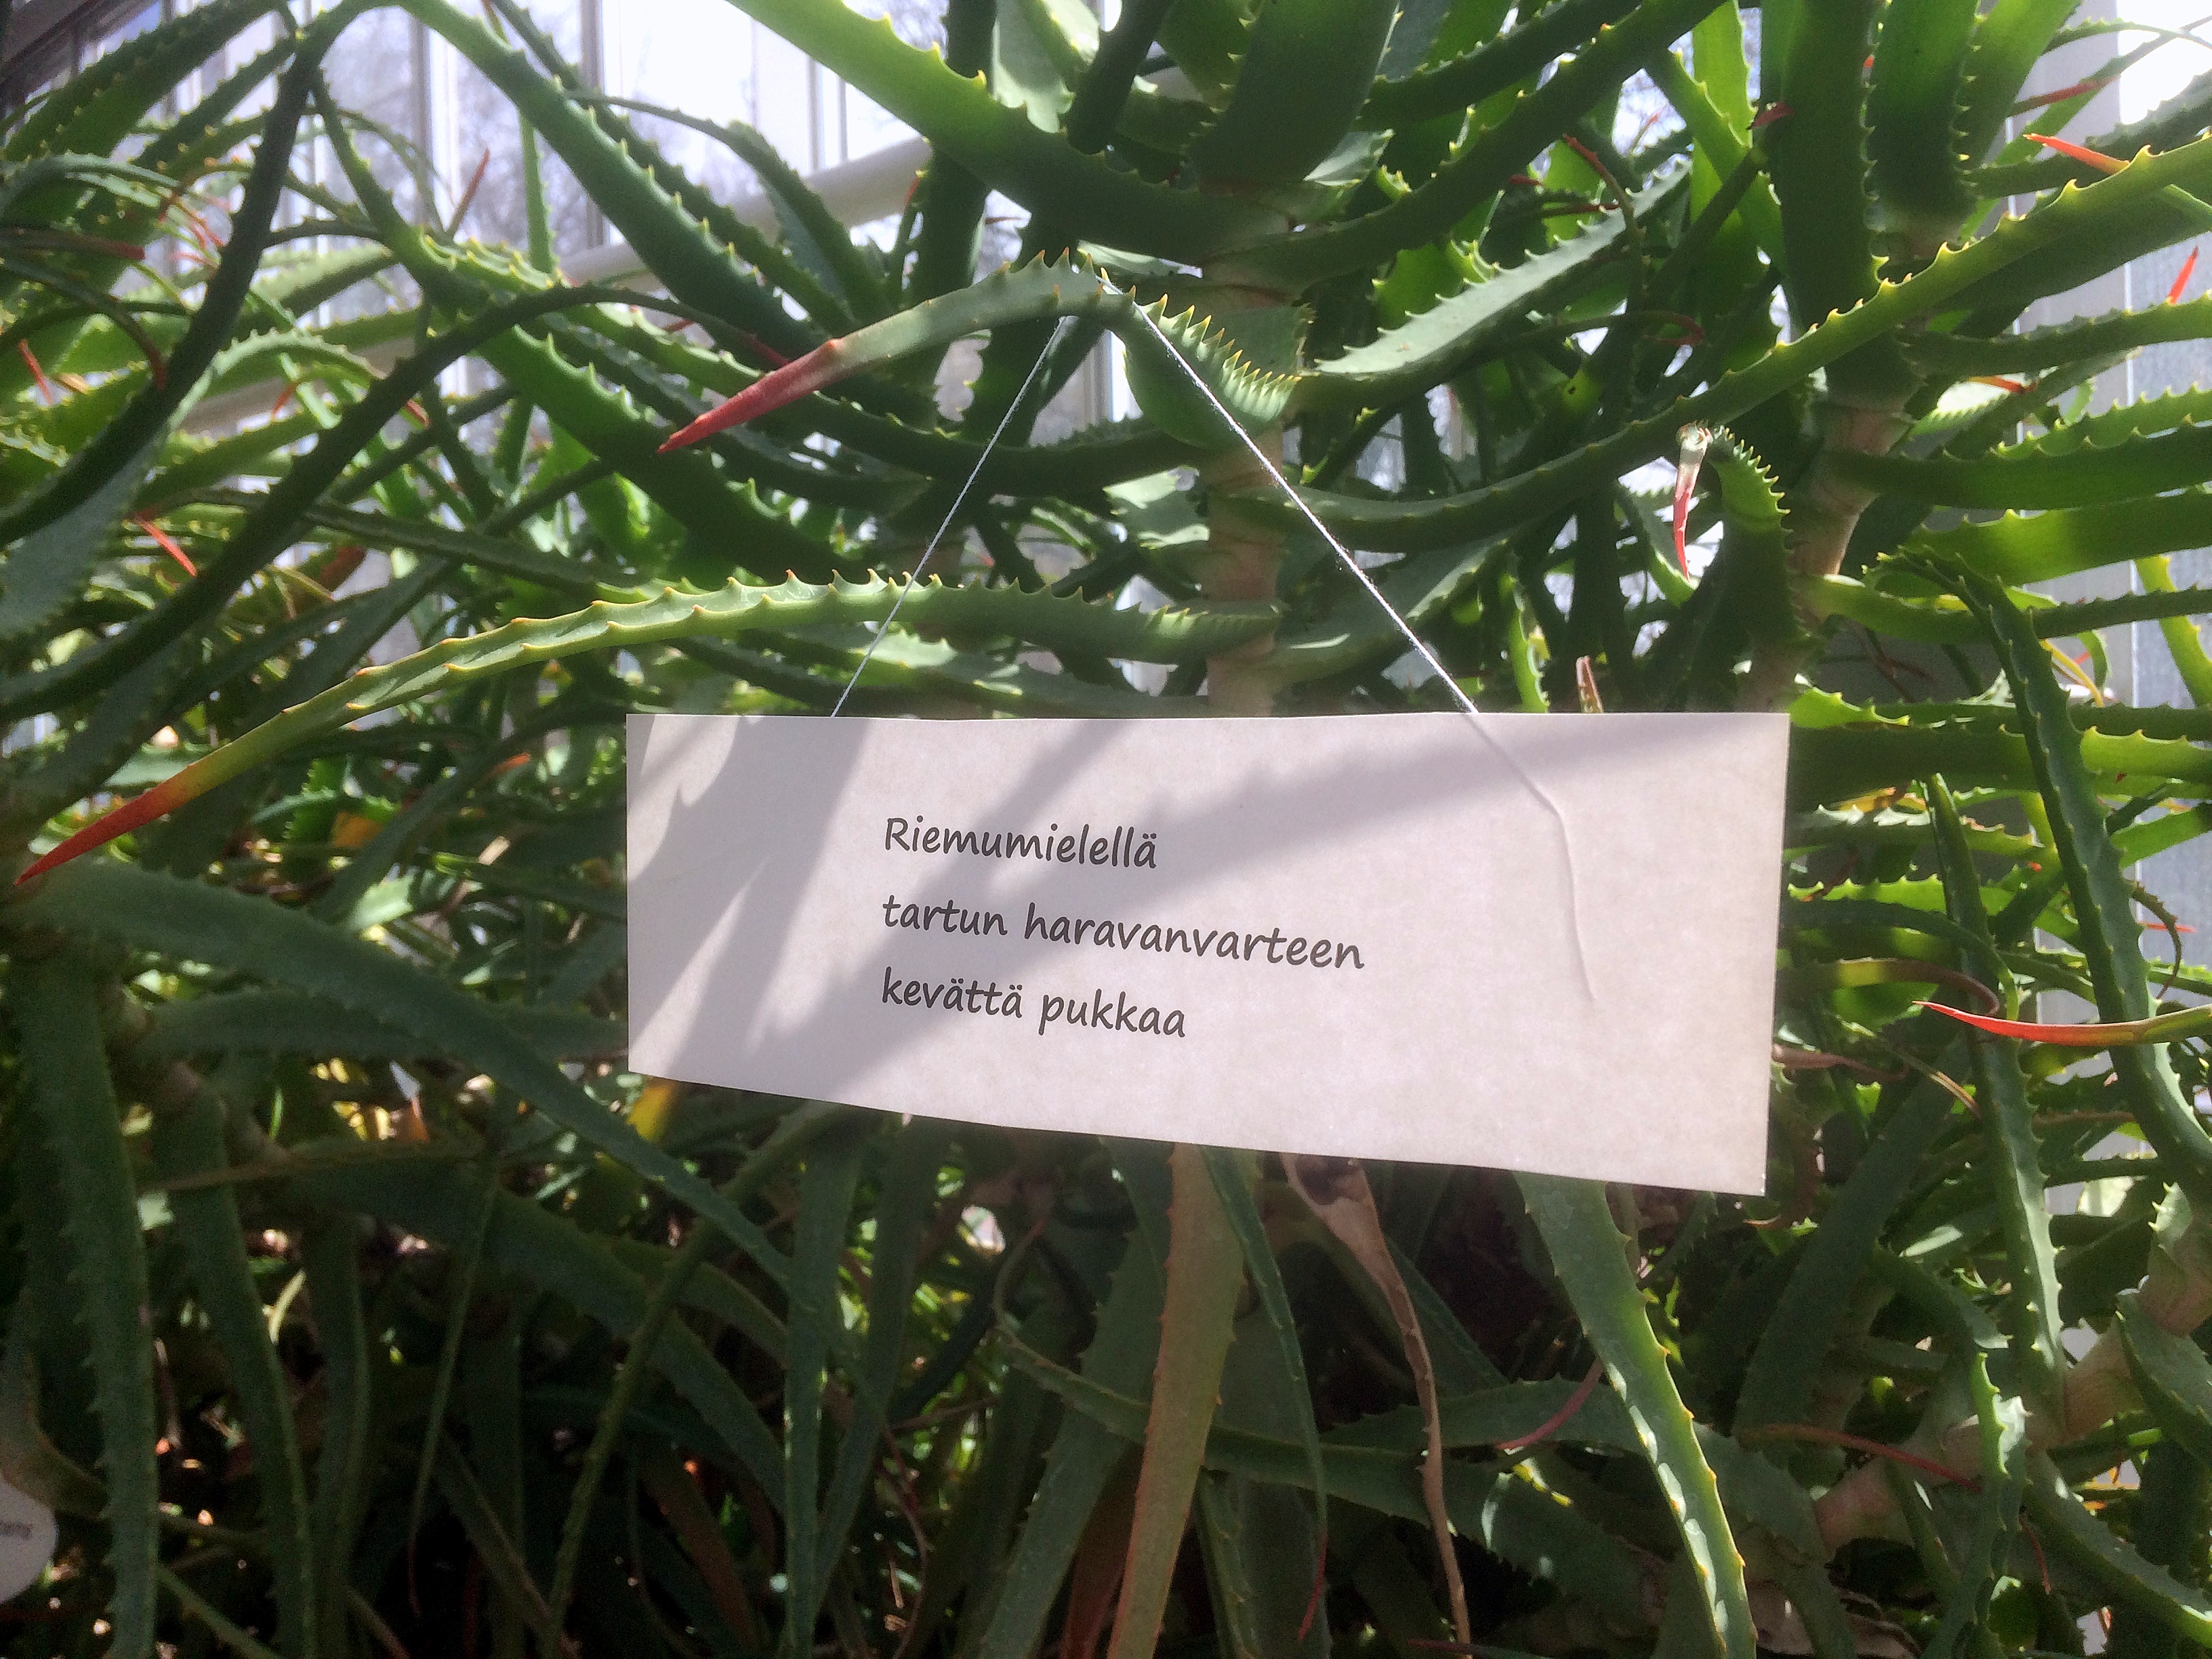 Riemumielellä
tartun haravanvarteen
kevättä pukkaa